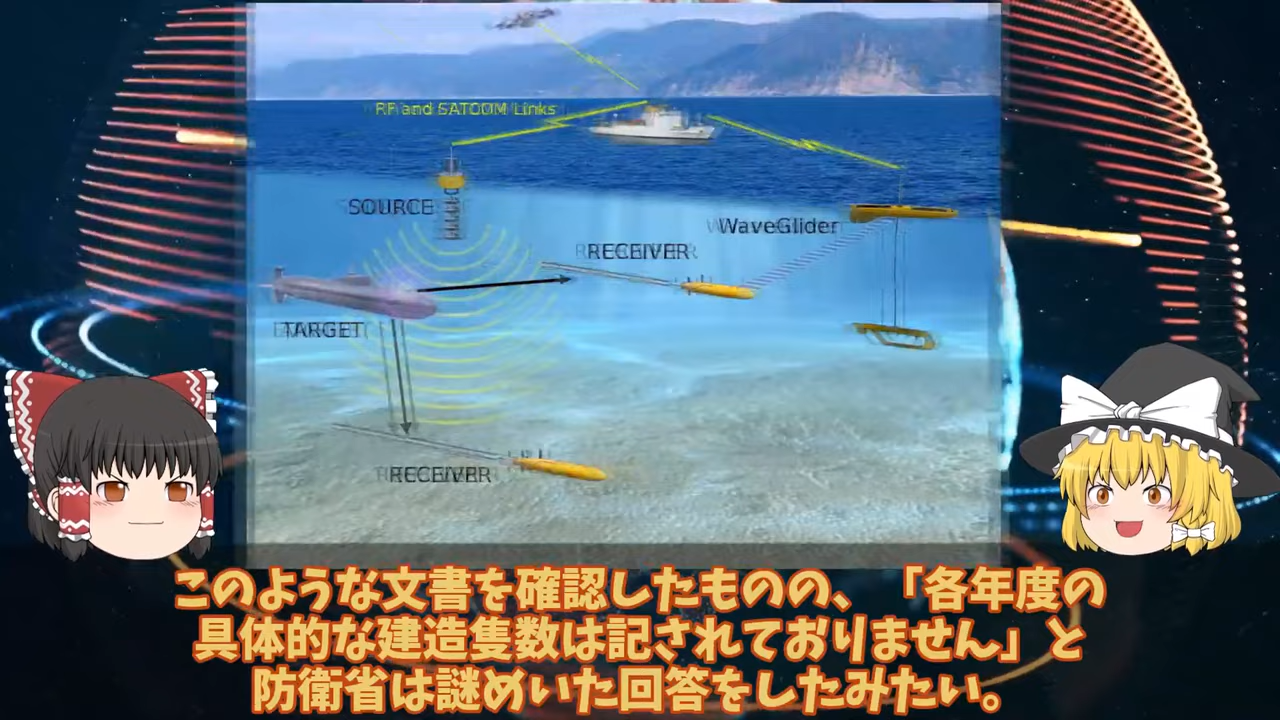 RF and SATCOM Links
SOURCE
WaveGlider
RECEIVER
TARGET
RECEIVER
このような文書を確認したものの、「各年度の
具体的な建造隻数は記されておりません」と
防衛省は謎めいた回答をしたみたい。